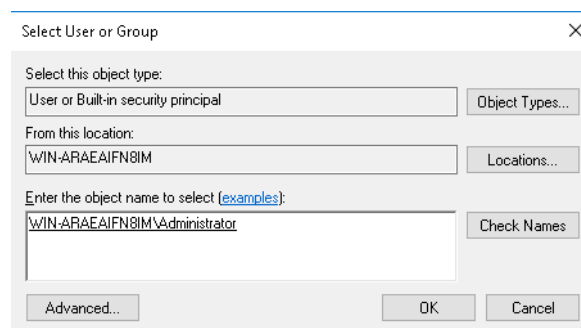 Select User or Group
Select this object type:
User or Built-in security principal
Object Types...
From this location:
WIN-ARAEAIFN8IM
Locations...
Enter the object name to select (examples):
WIN-ARAEAIFN8IM\Administrator
Check Names
Advanced...
OK
Cancel